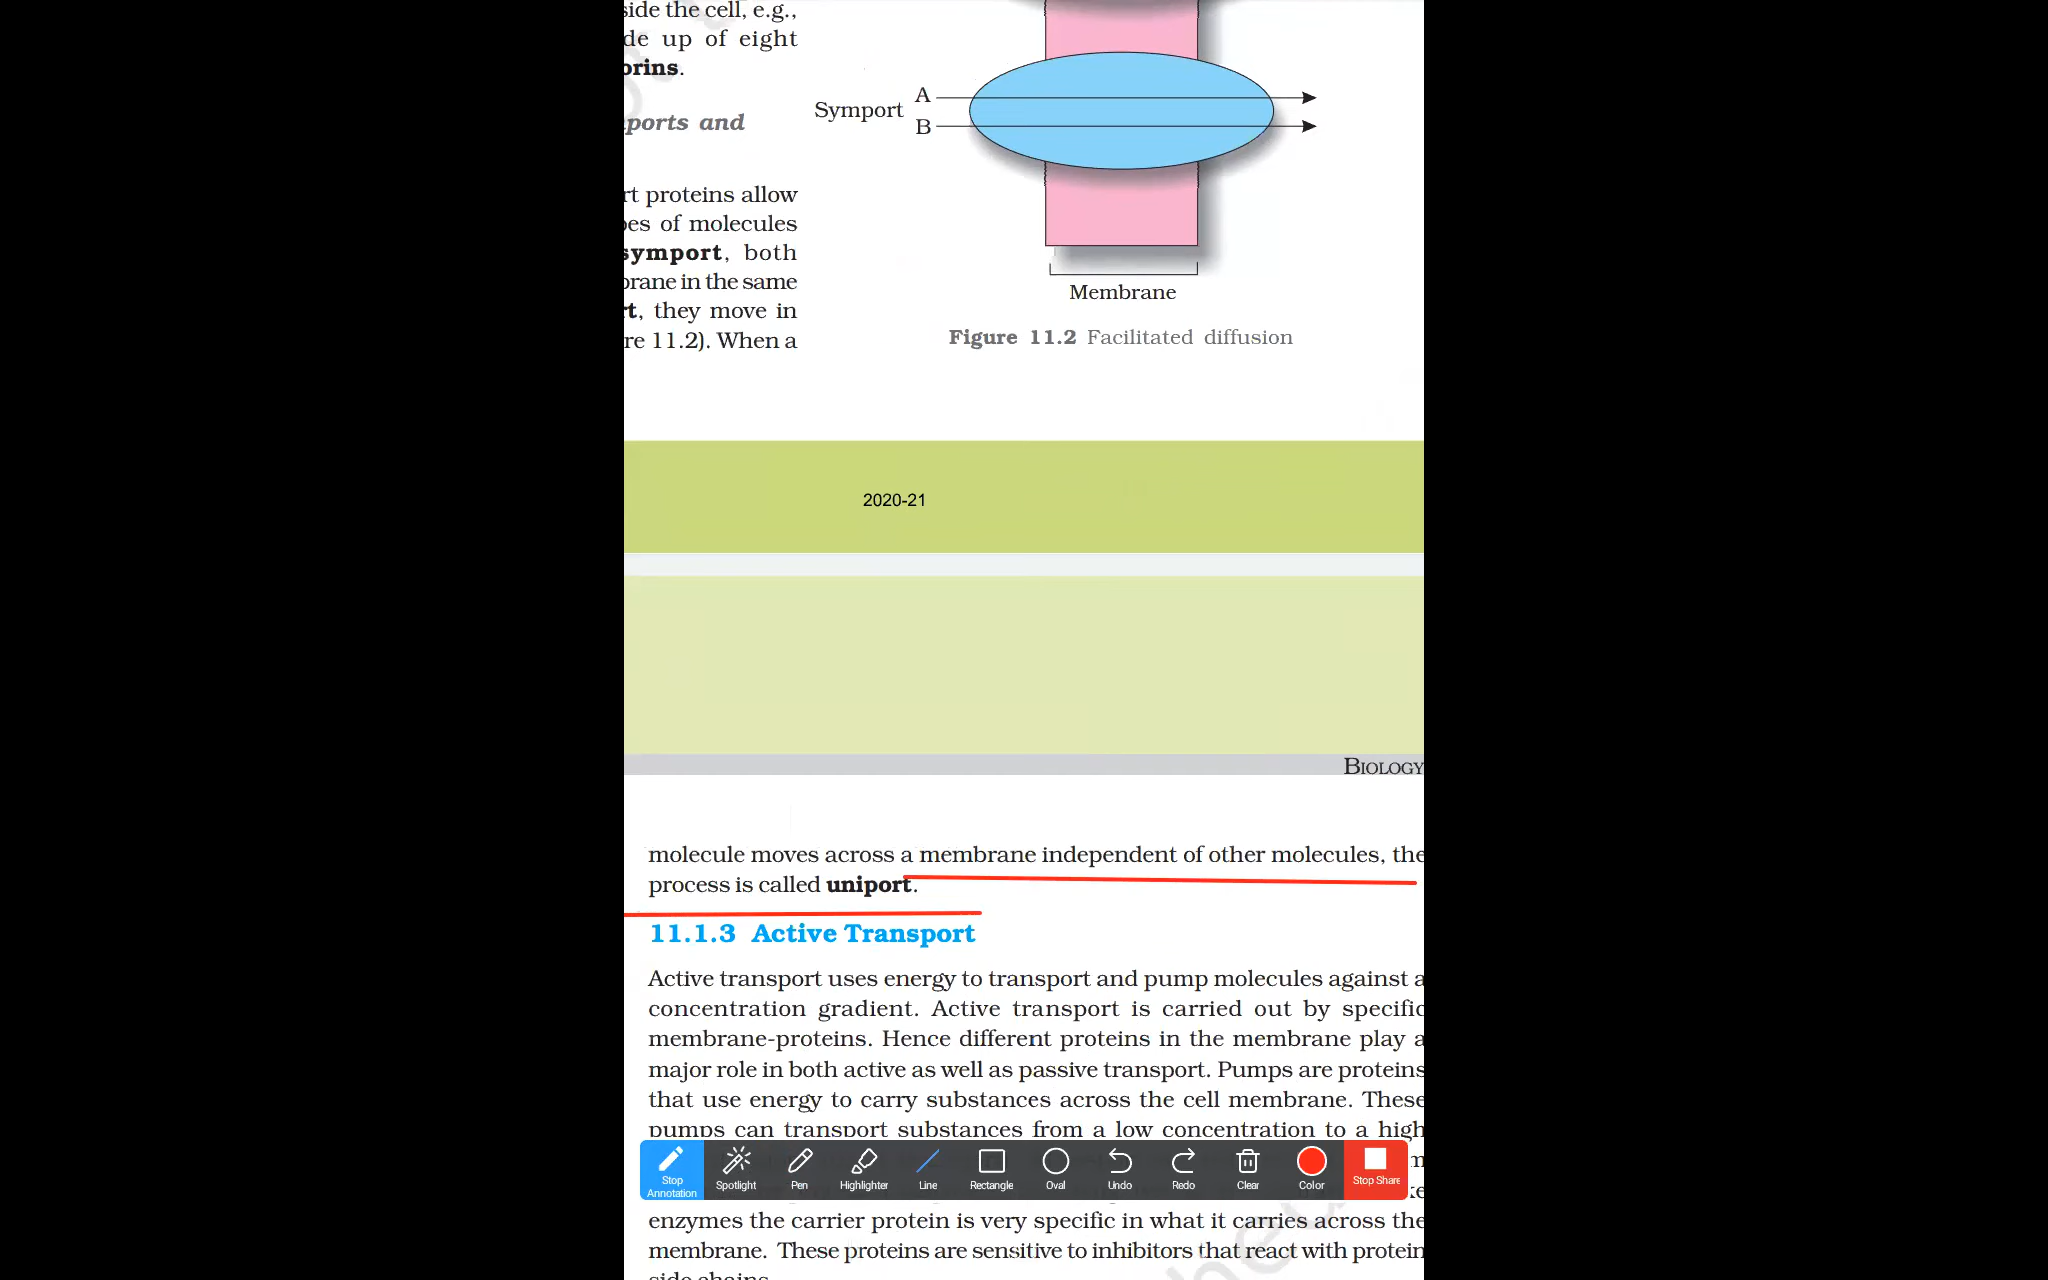 side the cell, e.g.,
de up of eight
orins.
ports and
rt proteins allow
pes of molecules
symport, both
brane in the same
rt, they move in
re 11.2). When a
Symport
A
B
Membrane
Figure 11.2 Facilitated diffusion
2020-21
BIOLOGY
molecule moves across a membrane independent of other molecules, the
process is called uniport.
11.1.3 Active Transport
Active transport uses energy to transport and pump molecules against a
concentration gradient. Active transport is carried out by specific
membrane-proteins. Hence different proteins in the membrane play a
major role in both active as well as passive transport. Pumps are proteins
that use energy to carry substances across the cell membrane. These
pumps can transport substances from a low concentration to a high
Stop Annotation
Spotlight
Pen
Highlighter
Line
Rectangle
Oval
Undo
Redo
Clear
Color
Stop Share
enzymes the carrier protein is very specific in what it carries across the
membrane. These proteins are sensitive to inhibitors that react with protein
side chains.